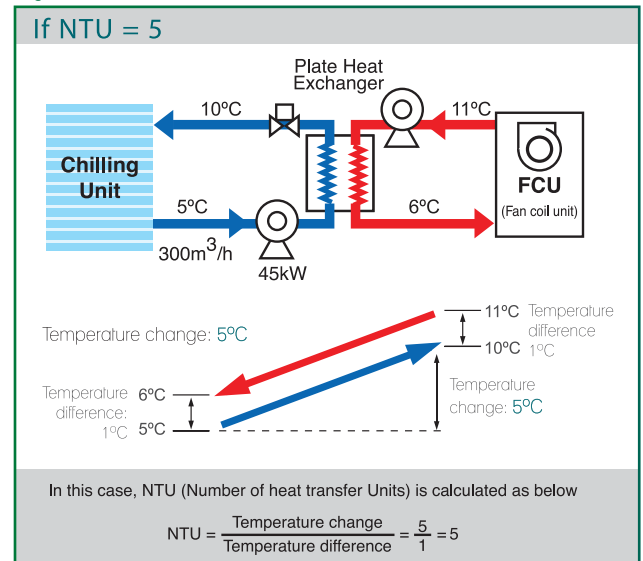 If NTU = 5
Plate Heat
Exchanger
10ºC
11ºC
Chilling
Unit
FCU
(Fan coil unit)
5ºC
6ºC
300m³/h
45kW
Temperature change: 5ºC
11ºC Temperature
difference
10ºC 1ºC
Temperature 6ºC
difference:
1ºC 5ºC
Temperature
change: 5ºC
In this case, NTU (Number of heat transfer Units) is calculated as below
NTU = Temperature change / Temperature difference = 5 / 1 = 5